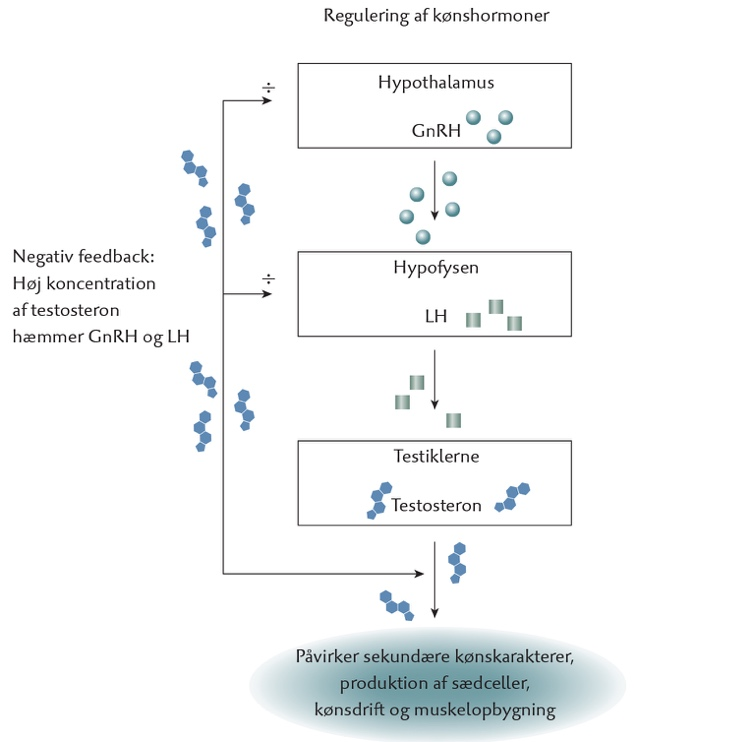 Regulering af kønshormoner
÷
Hypothalamus
GnRH
Negativ feedback:
Høj koncentration
af testosteron
hæmmer GnRH og LH
÷
Hypofysen
LH
Testiklerne
Testosteron
Påvirker sekundære kønskarakterer,
produktion af sædceller,
kønsdrift og muskelopbygning